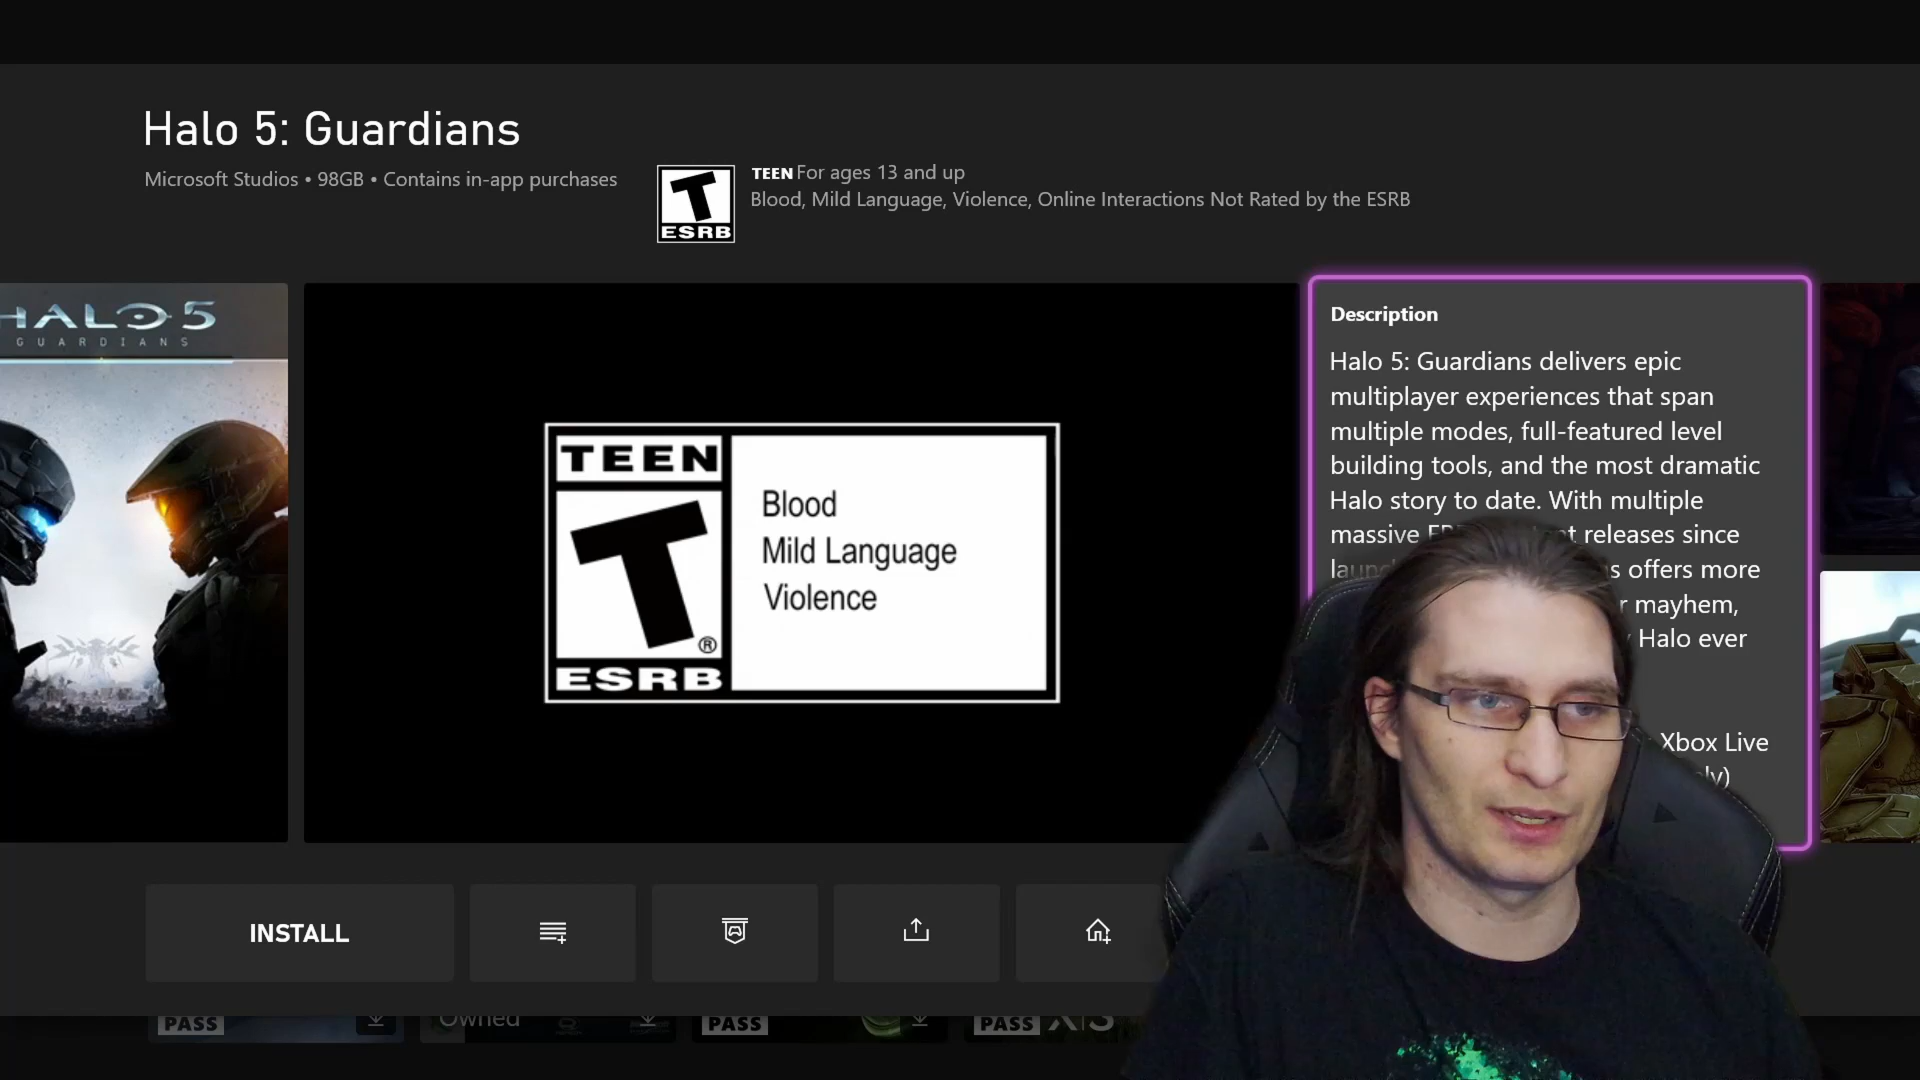 Halo 5: Guardians
Microsoft Studios • 98GB • Contains in-app purchases
T
ESRB
TEEN For ages 13 and up
Blood, Mild Language, Violence, Online Interactions Not Rated by the ESRB
HALO 5
GUARDIANS
TEEN
T
®
ESRB
Blood
Mild Language
Violence
Description
Halo 5: Guardians delivers epic
multiplayer experiences that span
multiple modes, full-featured level
building tools, and the most dramatic
Halo story to date. With multiple
massive releases since
offers more
mayhem,
Halo ever
Xbox Live
INSTALL
PASS
Owned
PASS
PASS